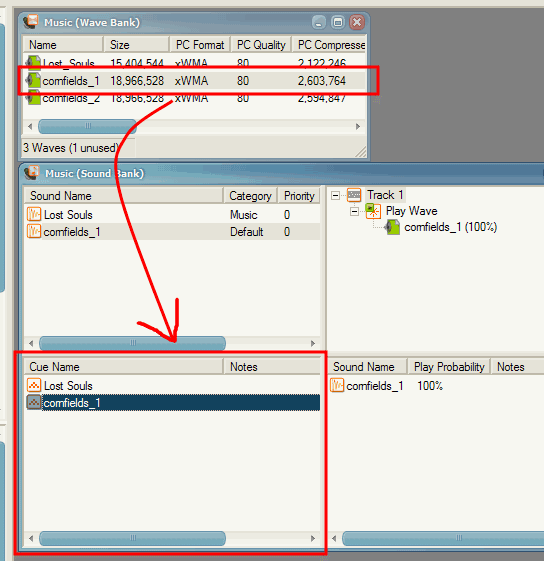 Music (Wave Bank)
Name Size PC Format PC Quality PC Compresse
Lost_Souls 15,404,544 xWMA 80 2,122,246
cornfields_1 18,966,528 xWMA 80 2,603,764
cornfields_2 18,966,528 xWMA 80 2,594,847
3 Waves (1 unused)
Music (Sound Bank)
Sound Name Category Priority
Lost Souls Music 0
cornfields_1 Default 0
Track 1
Play Wave
cornfields_1 (100%)
Cue Name Notes
Lost Souls
cornfields_1
Sound Name Play Probability Notes
cornfields_1 100%